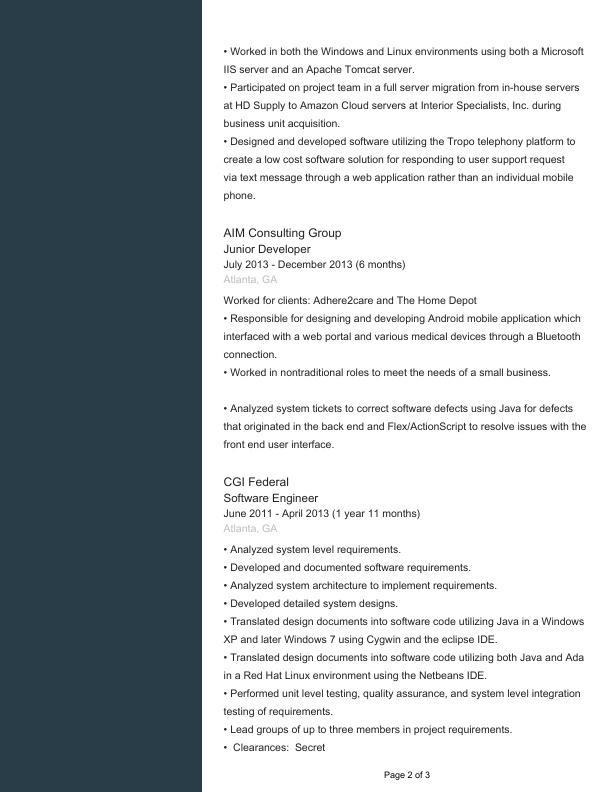 • Worked in both the Windows and Linux environments using both a Microsoft
IIS server and an Apache Tomcat server.
• Participated on project team in a full server migration from in-house servers
at HD Supply to Amazon Cloud servers at Interior Specialists, Inc. during
business unit acquisition.
• Designed and developed software utilizing the Tropo telephony platform to
create a low cost software solution for responding to user support request
via text message through a web application rather than an individual mobile
phone.
AIM Consulting Group
Junior Developer
July 2013 - December 2013 (6 months)
Atlanta, GA
Worked for clients: Adhere2care and The Home Depot
• Responsible for designing and developing Android mobile application which
interfaced with a web portal and various medical devices through a Bluetooth
connection.
• Worked in nontraditional roles to meet the needs of a small business.
• Analyzed system tickets to correct software defects using Java for defects
that originated in the back end and Flex/ActionScript to resolve issues with the
front end user interface.
CGI Federal
Software Engineer
June 2011 - April 2013 (1 year 11 months)
Atlanta, GA
• Analyzed system level requirements.
• Developed and documented software requirements.
• Analyzed system architecture to implement requirements.
• Developed detailed system designs.
• Translated design documents into software code utilizing Java in a Windows
XP and later Windows 7 using Cygwin and the eclipse IDE.
• Translated design documents into software code utilizing both Java and Ada
in a Red Hat Linux environment using the Netbeans IDE.
• Performed unit level testing, quality assurance, and system level integration
testing of requirements.
• Lead groups of up to three members in project requirements.
• Clearances: Secret
Page 2 of 3